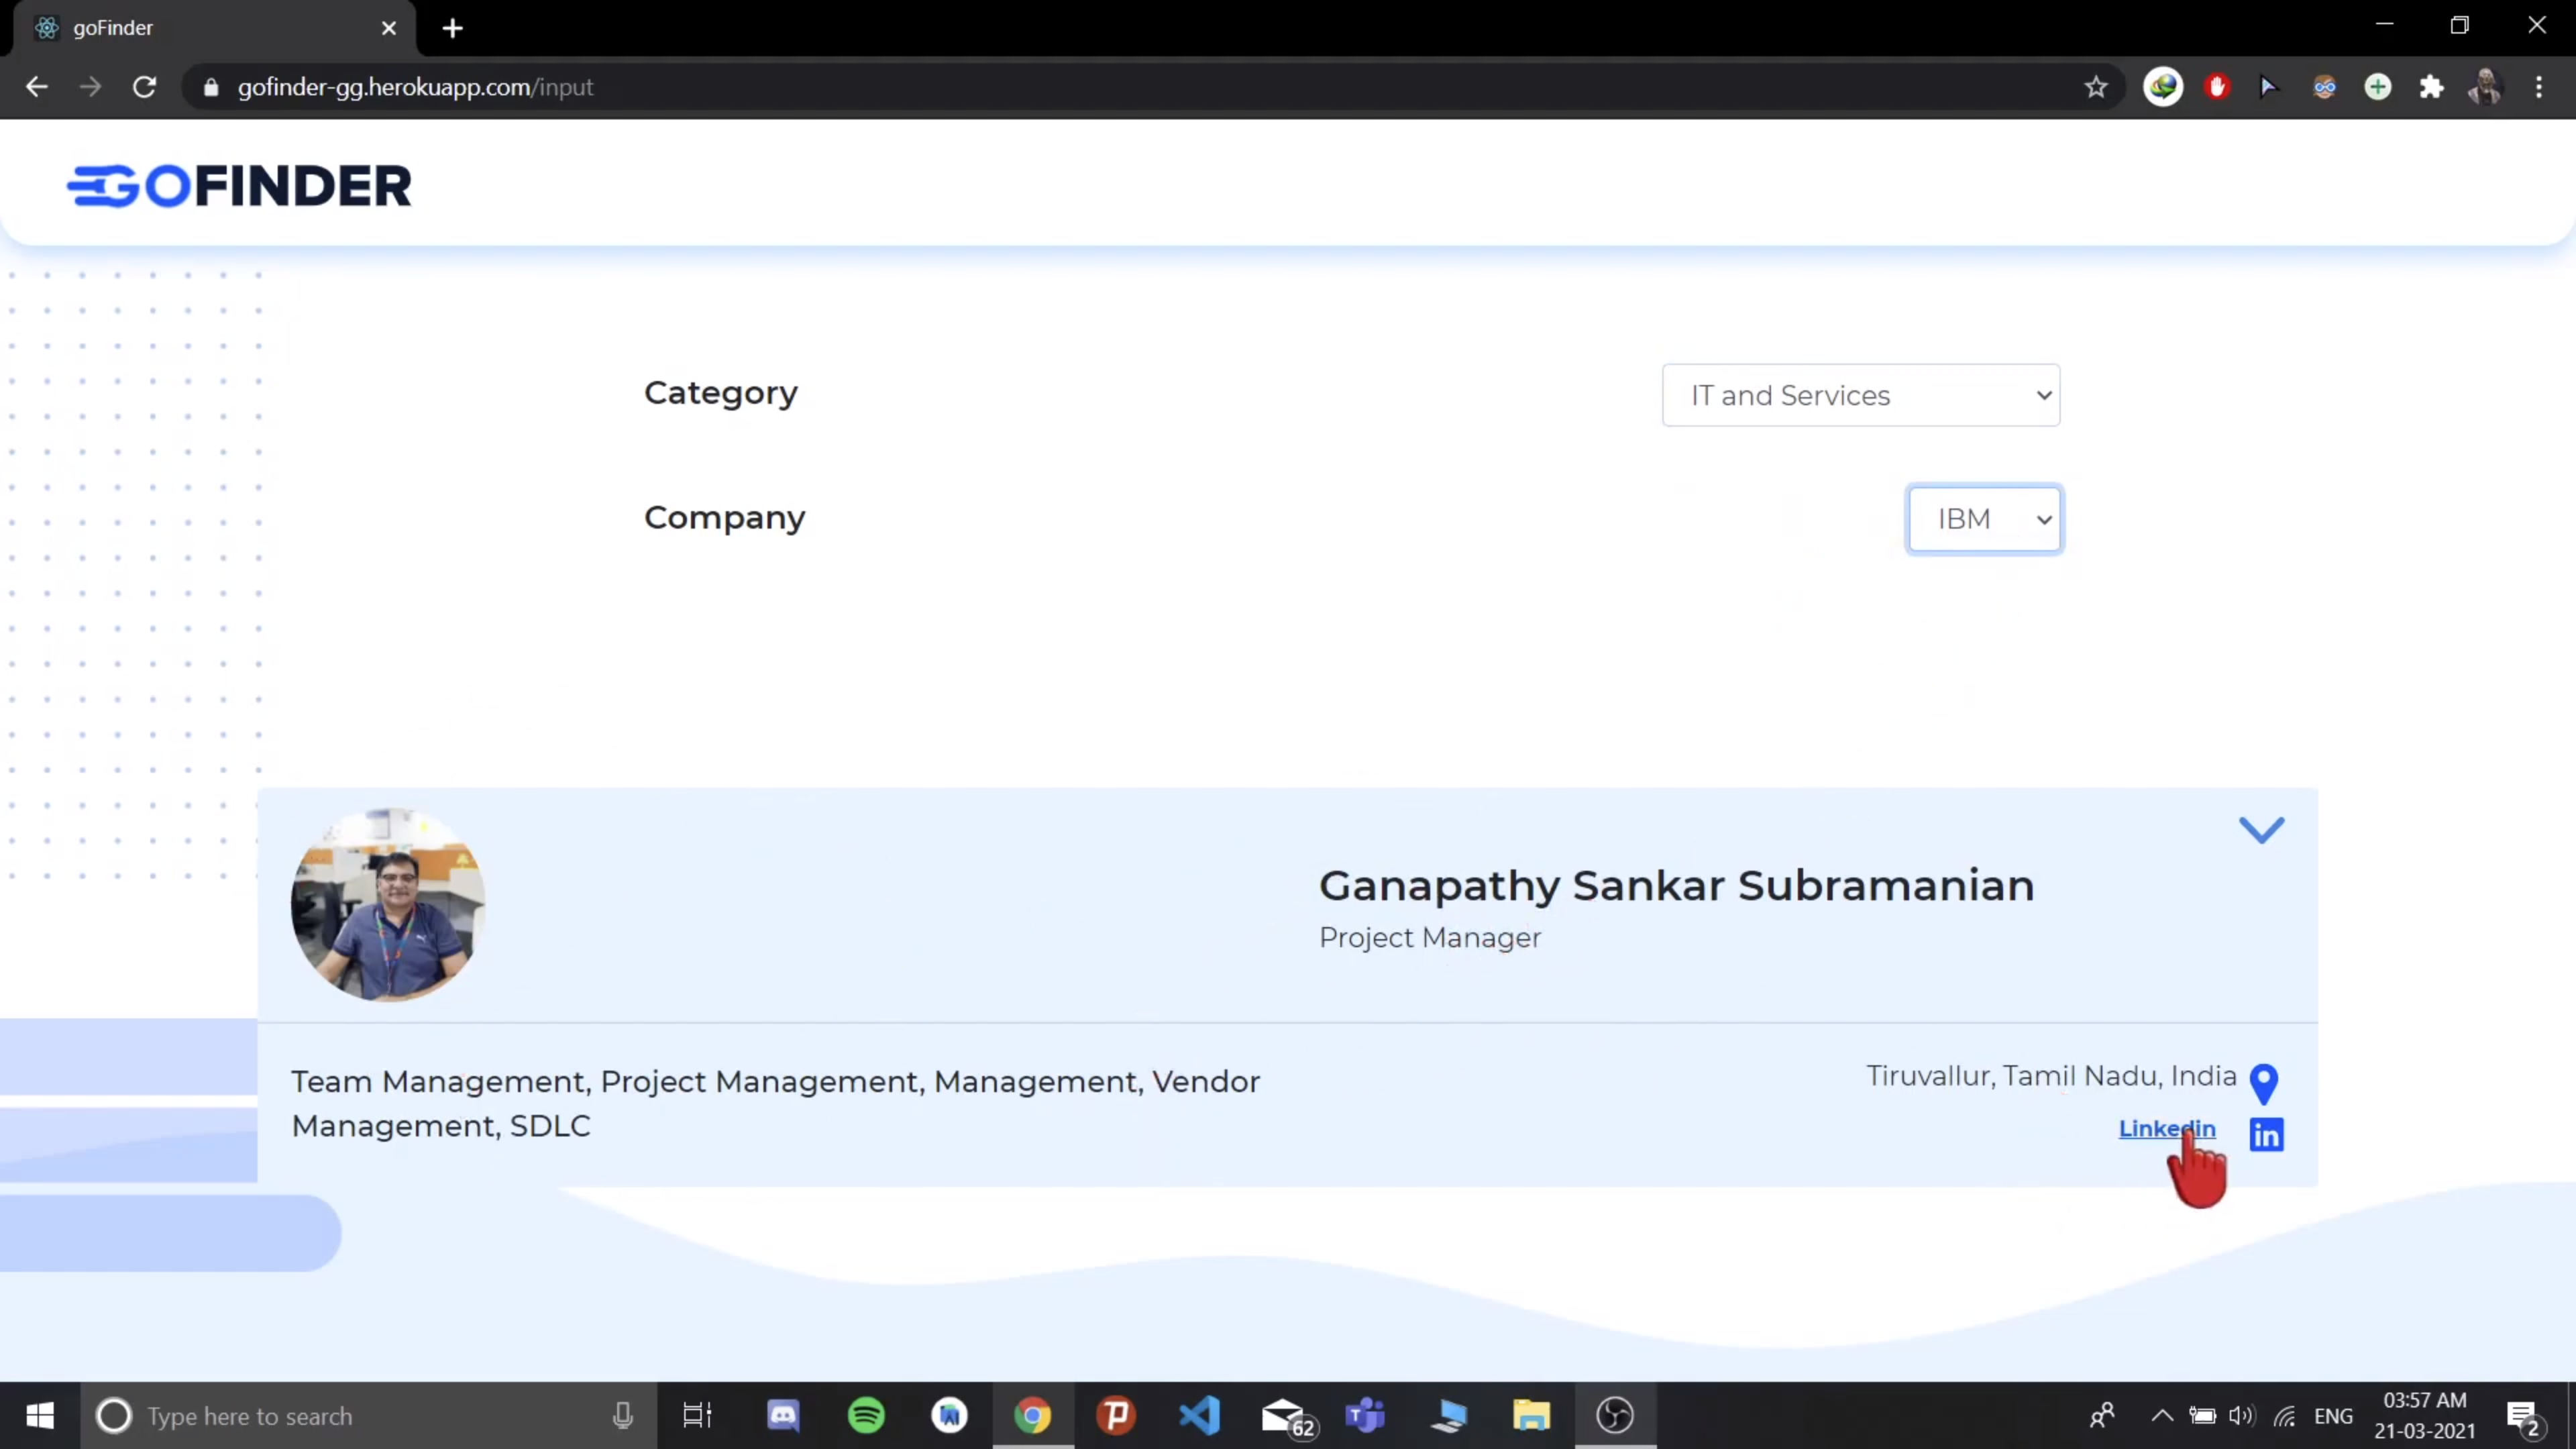 goFinder
gofinder-gg.herokuapp.com/input
GOFINDER
Category
IT and Services
Company
IBM
Ganapathy Sankar Subramanian
Project Manager
Team Management, Project Management, Management, Vendor
Management, SDLC
Tiruvallur, Tamil Nadu, India
Linkedin
in
Type here to search
62
ENG
03:57 AM
21-03-2021
2